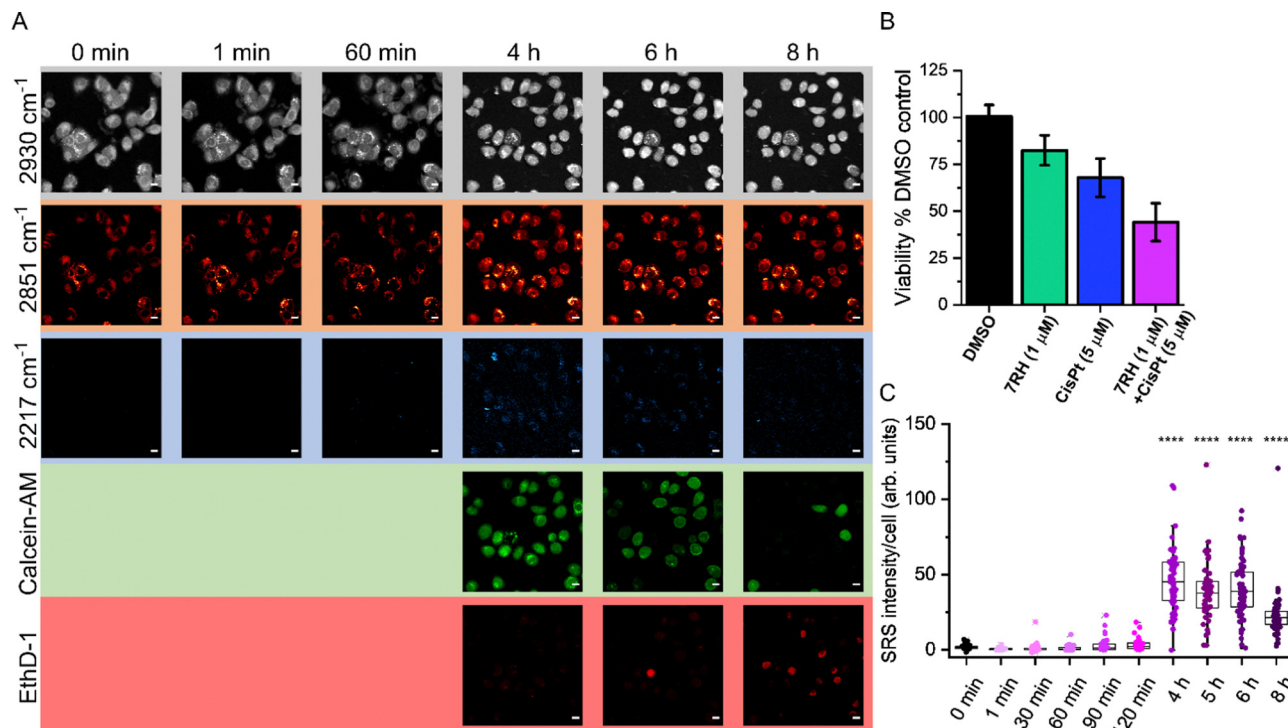 A
0 min 1 min 60 min 4 h 6 h 8 h
2930 cm⁻¹
2851 cm⁻¹
2217 cm⁻¹
Calcein-AM
EthD-1
B
Viability % DMSO control
125
100
75
50
25
0
DMSO
7RH (1 μM)
CisPt (5 μM)
7RH (1 μM)
+CisPt (5 μM)
C
SRS intensity/cell (arb. units)
150
100
50
0
**** **** **** ****
0 min 1 min 30 min 60 min 90 min 120 min 4 h 5 h 6 h 8 h